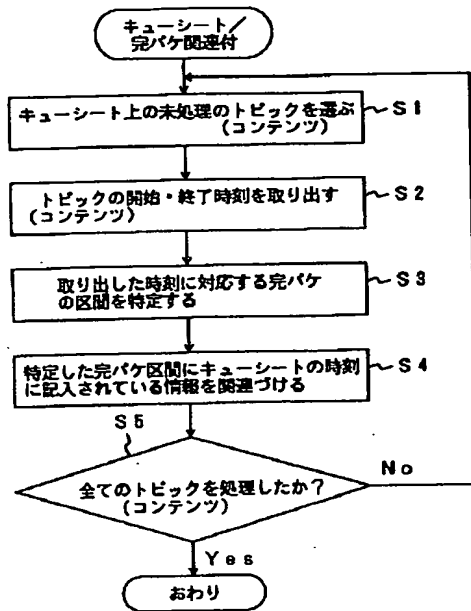 キューシート／
完パケ関連付
キューシート上の未処理のトピックを選ぶ
(コンテンツ)
S1
トピックの開始・終了時刻を取り出す
(コンテンツ)
S2
取り出した時刻に対応する完パケ
の区間を特定する
S3
特定した完パケ区間にキューシートの時刻
に記入されている情報を関連づける
S4
S5
全てのトピックを処理したか？
(コンテンツ)
No
Yes
おわり